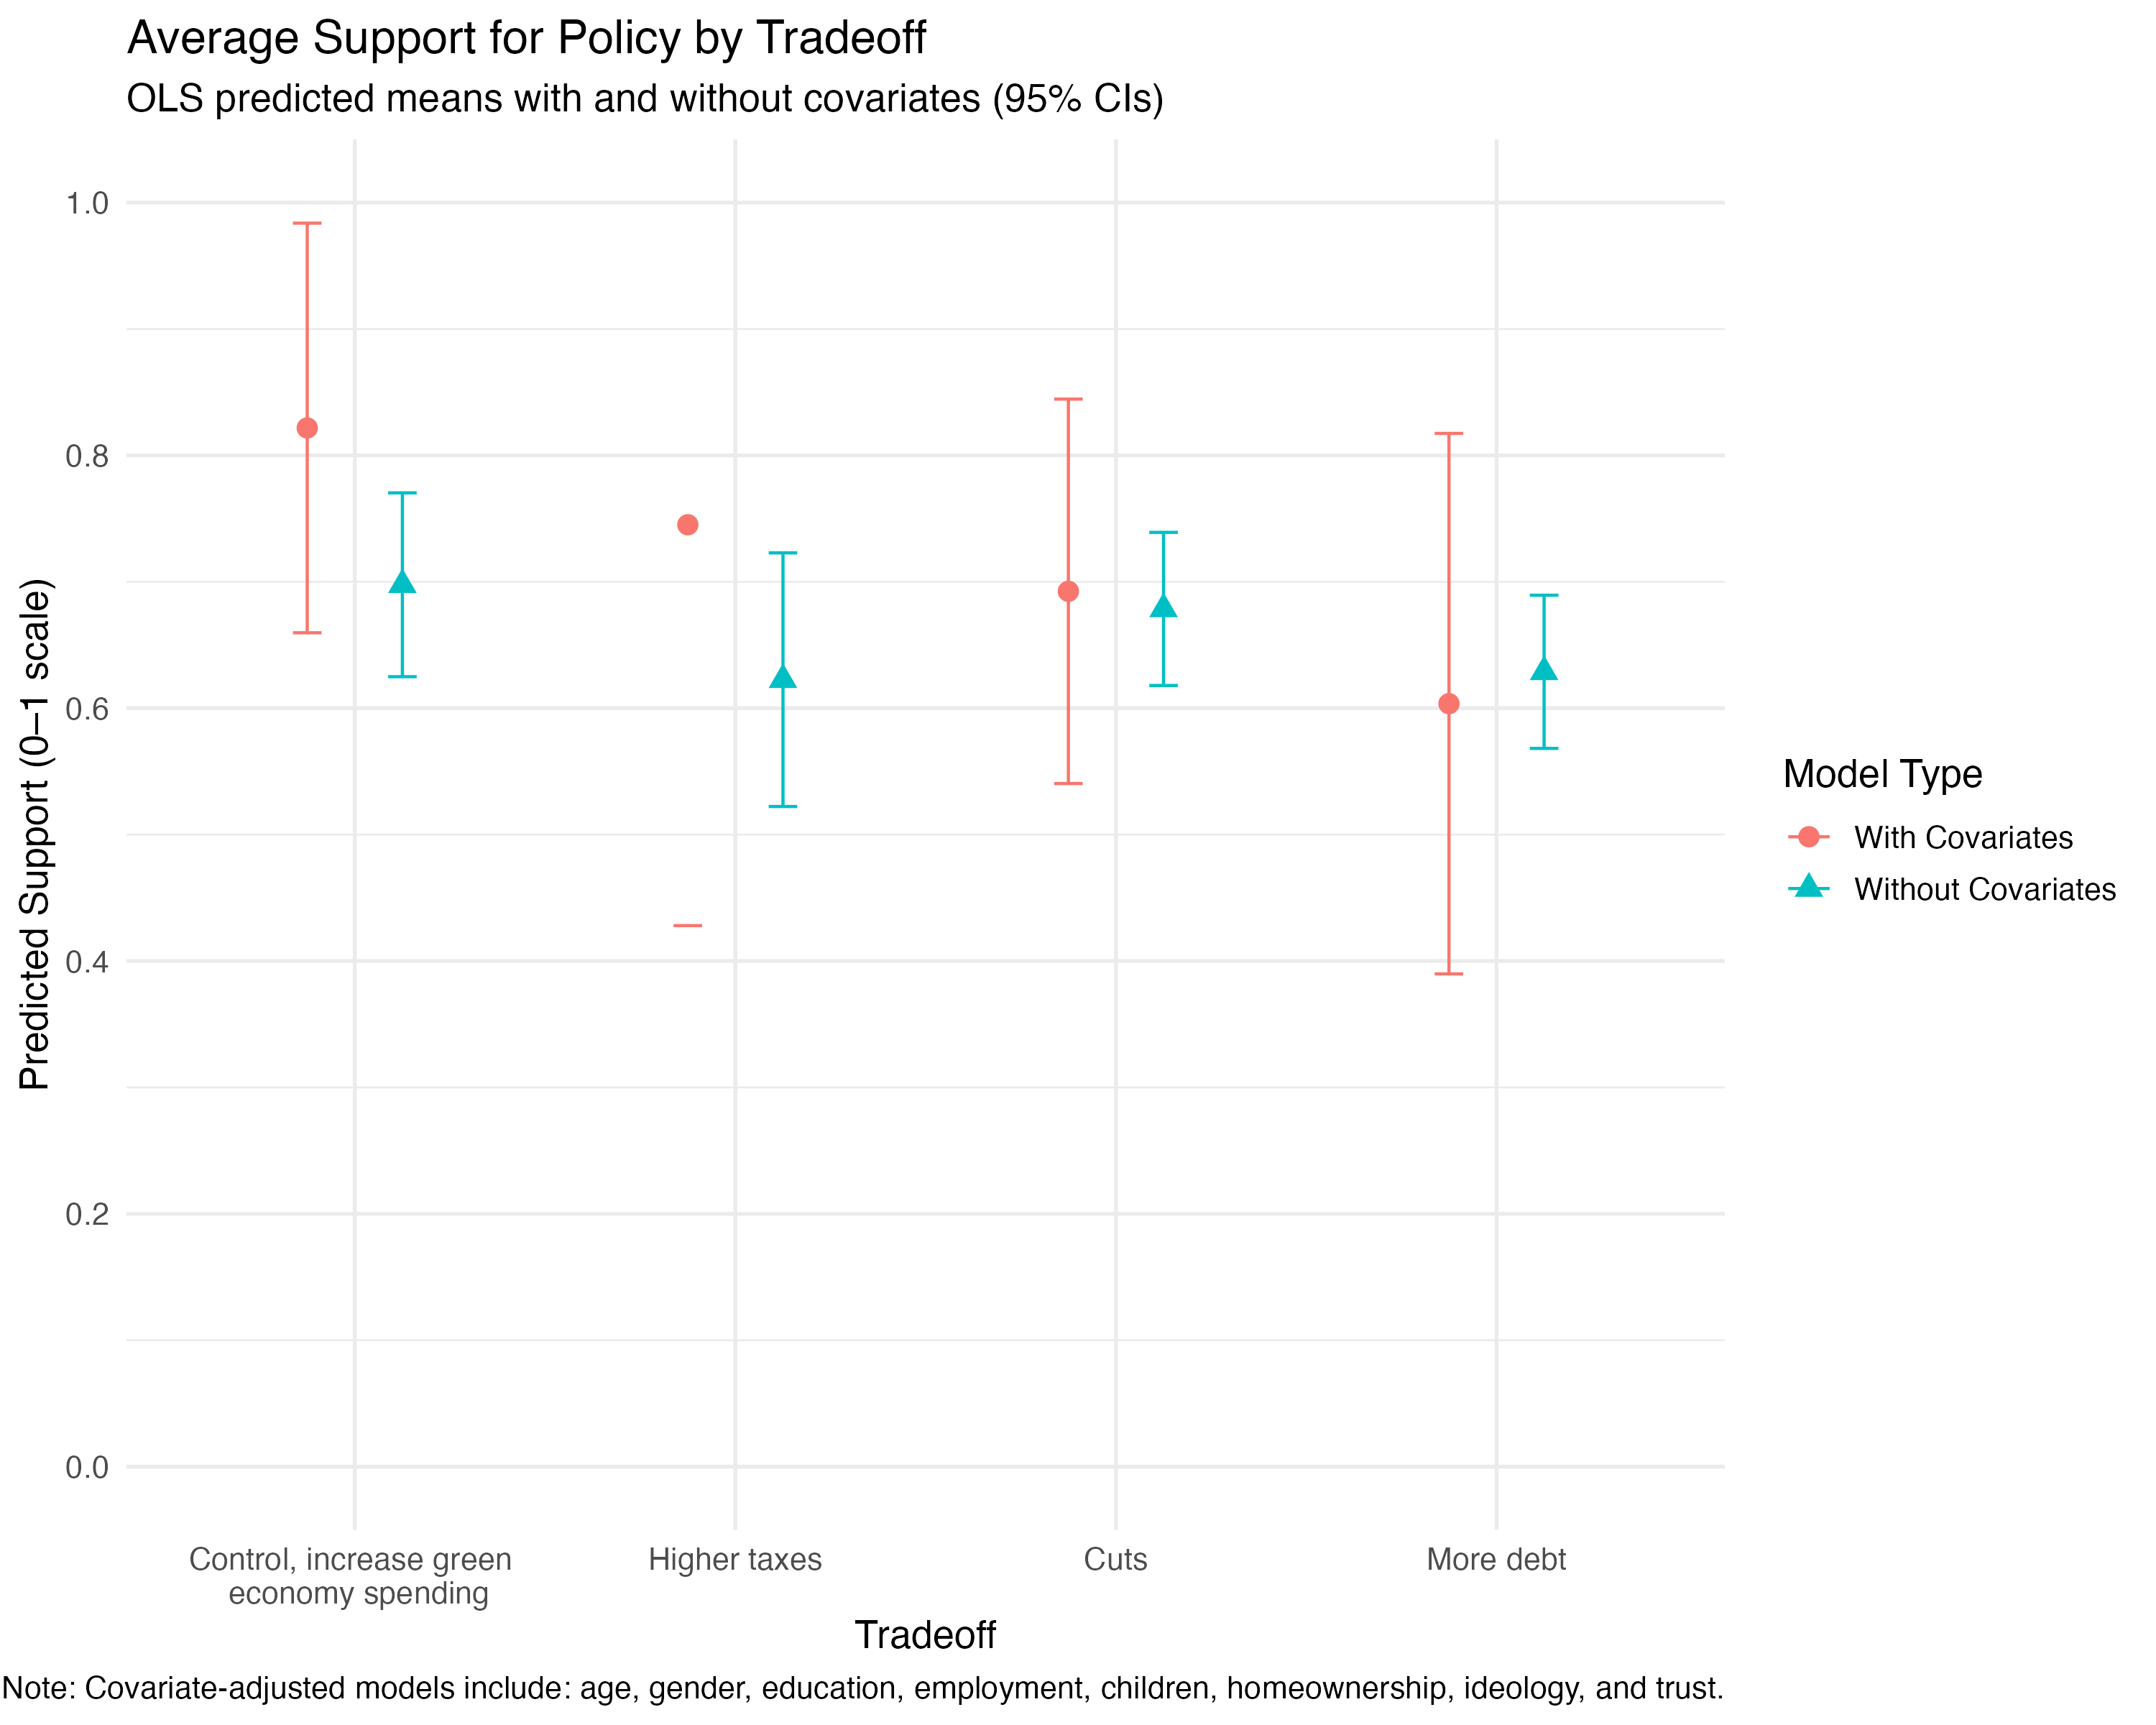 Average Support for Policy by Tradeoff
OLS predicted means with and without covariates (95% CIs)
Predicted Support (0–1 scale)
1.0
0.8
0.6
0.4
0.2
0.0
Control, increase green
economy spending
Higher taxes
Cuts
More debt
Tradeoff
Model Type
With Covariates
Without Covariates
Note: Covariate-adjusted models include: age, gender, education, employment, children, homeownership, ideology, and trust.